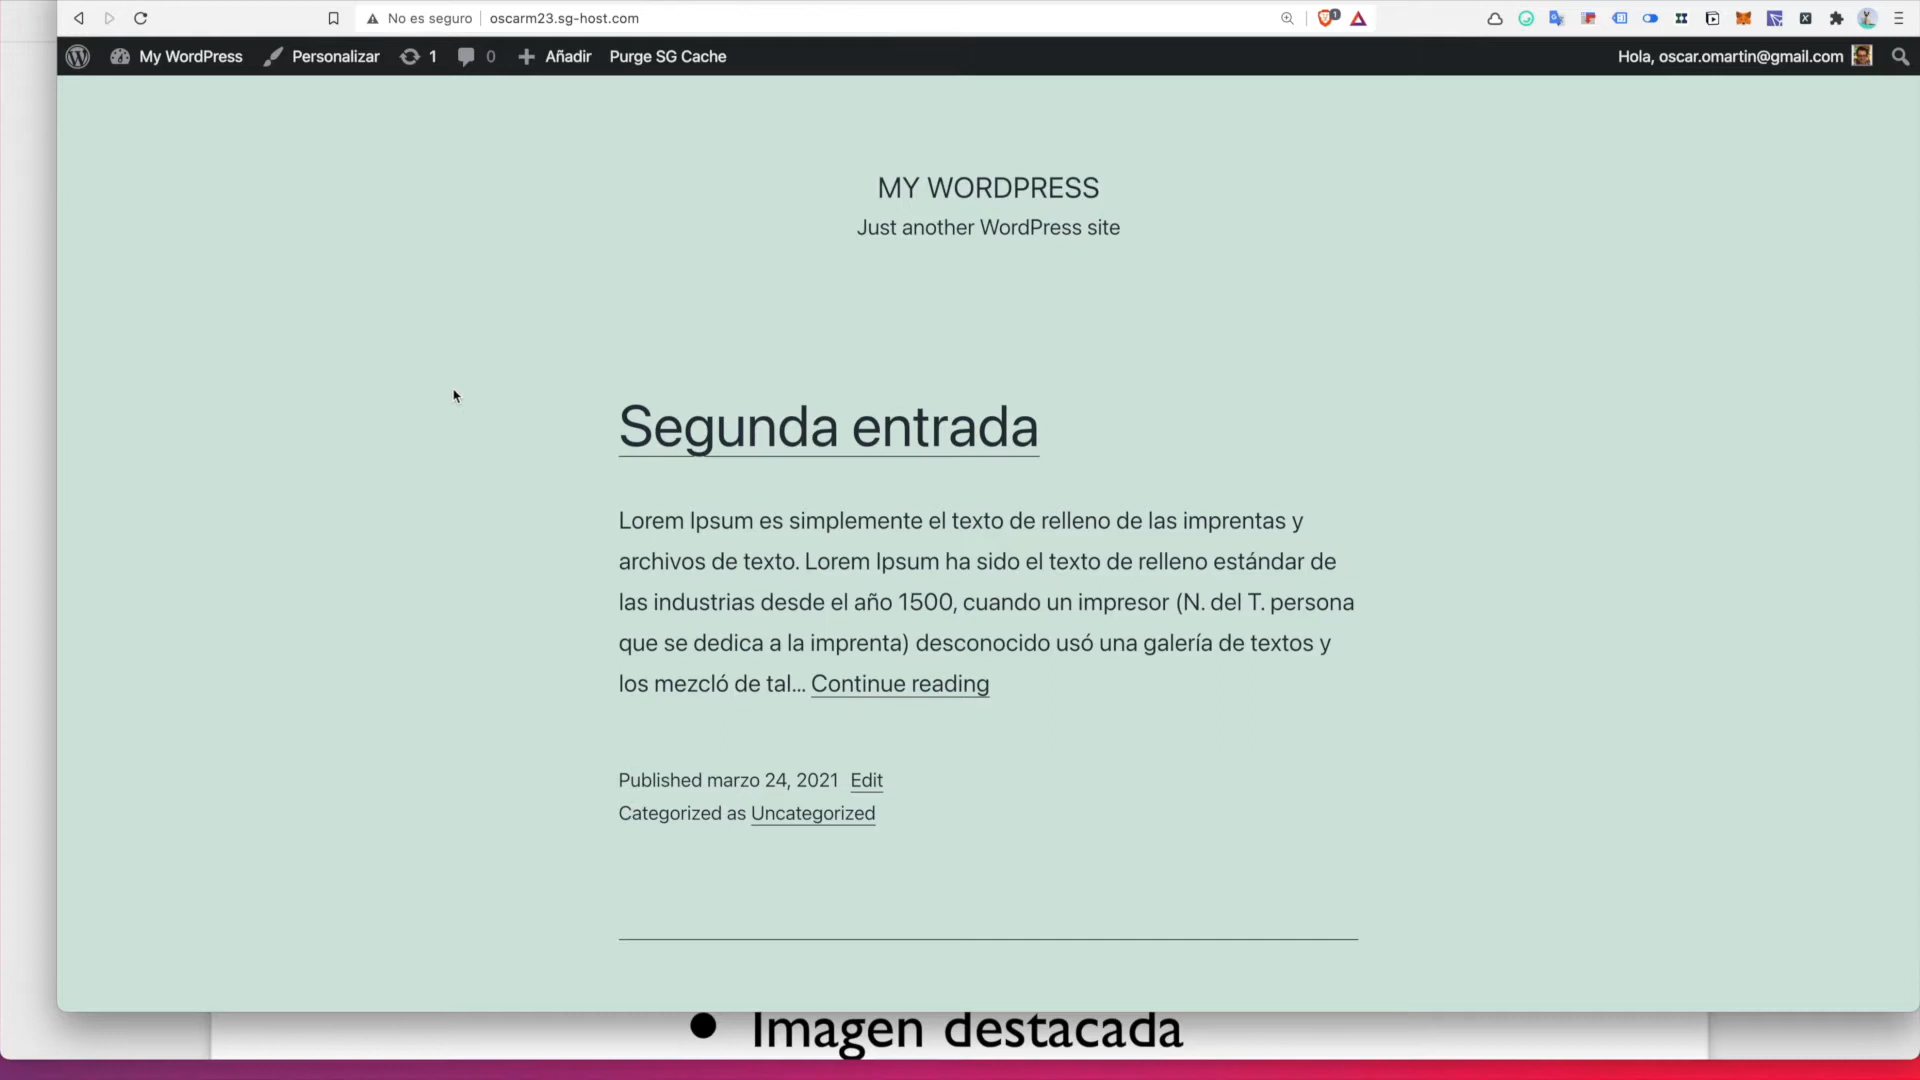 No es seguro oscarm23.sg-host.com 1
My WordPress Personalizar 1 0 Añadir Purge SG Cache Hola, oscar.omartin@gmail.com
MY WORDPRESS
Just another WordPress site
Segunda entrada
Lorem Ipsum es simplemente el texto de relleno de las imprentas y
archivos de texto. Lorem Ipsum ha sido el texto de relleno estándar de
las industrias desde el año 1500, cuando un impresor (N. del T. persona
que se dedica a la imprenta) desconocido usó una galería de textos y
los mezcló de tal... Continue reading
Published marzo 24, 2021 Edit
Categorized as Uncategorized
• Imagen destacada